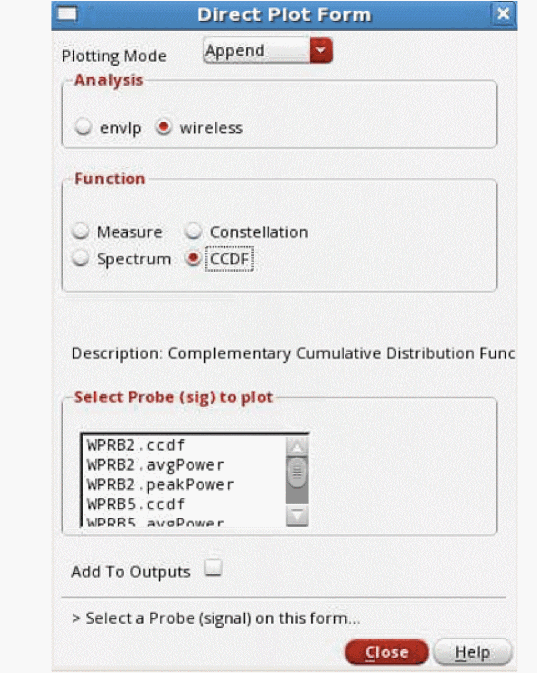 Direct Plot Form
Plotting Mode Append
Analysis
envlp wireless
Function
Measure Constellation
Spectrum CCDF
Description: Complementary Cumulative Distribution Func
Select Probe (sig) to plot
WPRB2.ccdf
WPRB2.avgPower
WPRB2.peakPower
WPRB5.ccdf
WPRB5.avgPower
Add To Outputs
> Select a Probe (signal) on this form...
Close Help